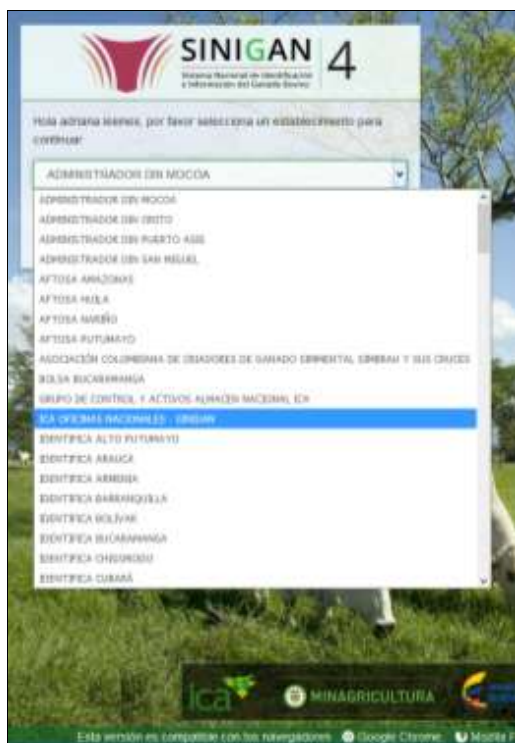 SINIGAN 4
Sistema Nacional de Identificación
e Información del Ganado Bovino
Hola adriana lesmes, por favor selecciona un establecimiento para
continuar
ADMINISTRADOR DIN MOCOA
ADMINISTRADOR DIN MOCOA
ADMINISTRADOR DIN ORITO
ADMINISTRADOR DIN PUERTO ASIS
ADMINISTRADOR DIN SAN MIGUEL
AFTOSA AMAZONAS
AFTOSA HUILA
AFTOSA NARIÑO
AFTOSA PUTUMAYO
ASOCIACIÓN COLOMBIANA DE CRIADORES DE GANADO SIMMENTAL SIMBRAH Y SUS CRUCES
BOLSA BUCARAMANGA
GRUPO DE CONTROL Y ACTIVOS ALMACEN NACIONAL ICA
ICA OFICINAS NACIONALES - SINIGAN
IDENTIFICA ALTO PUTUMAYO
IDENTIFICA ARAUCA
IDENTIFICA ARMENIA
IDENTIFICA BARRANQUILLA
IDENTIFICA BOLÍVAR
IDENTIFICA BUCARAMANGA
IDENTIFICA CHIGORODO
IDENTIFICA CUBARÁ
ica
MINAGRICULTURA
Esta versión es compatible con los navegadores Google Chrome Mozilla F